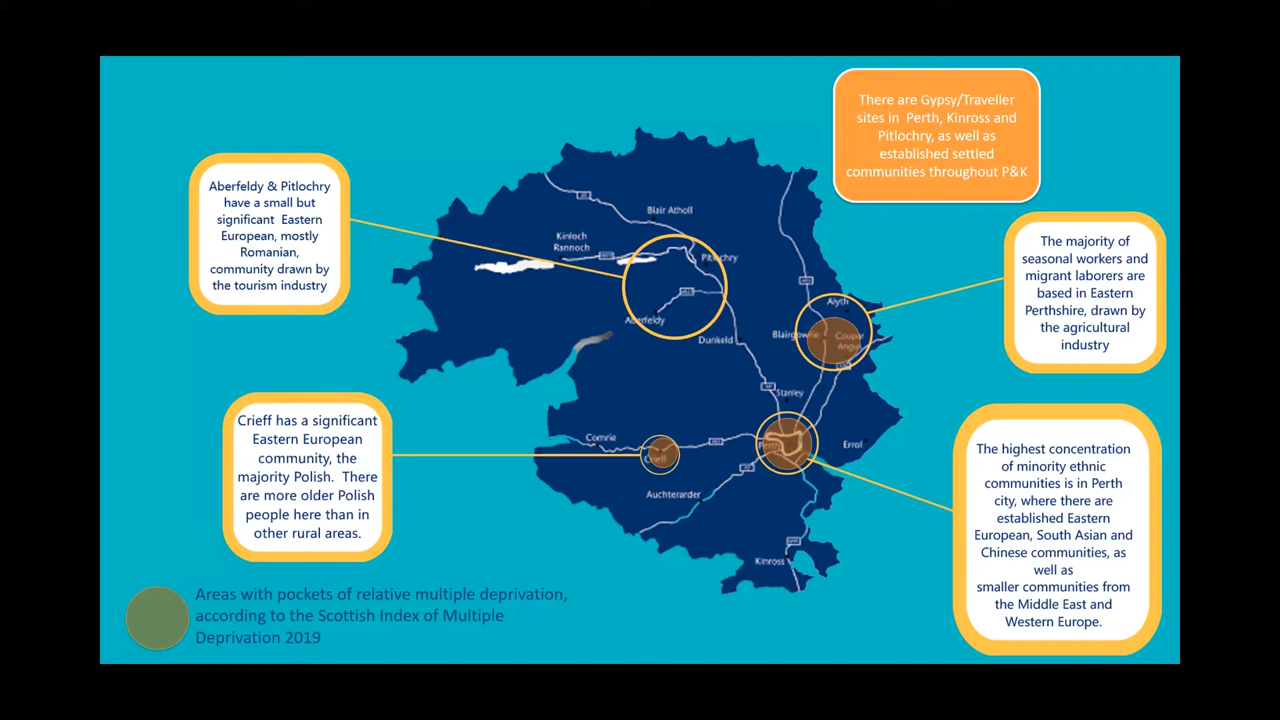 There are Gypsy/Traveller
sites in Perth, Kinross and
Pitlochry, as well as
established settled
communities throughout P&K
Aberfeldy & Pitlochry
have a small but
significant Eastern
European, mostly
Romanian,
community drawn by
the tourism industry
The majority of
seasonal workers and
migrant laborers are
based in Eastern
Perthshire, drawn by
the agricultural
industry
Blair Atholl
Kinloch
Rannoch
Pitlochry
Alyth
Aberfeldy
Blairgowrie
Coupar
Angus
Dunkeld
Stanley
Comrie
Crieff
Perth
Errol
Auchterarder
Kinross
Crieff has a significant
Eastern European
community, the
majority Polish. There
are more older Polish
people here than in
other rural areas.
The highest concentration
of minority ethnic
communities is in Perth
city, where there are
established Eastern
European, South Asian and
Chinese communities, as
well as
smaller communities from
the Middle East and
Western Europe.
Areas with pockets of relative multiple deprivation,
according to the Scottish Index of Multiple
Deprivation 2019